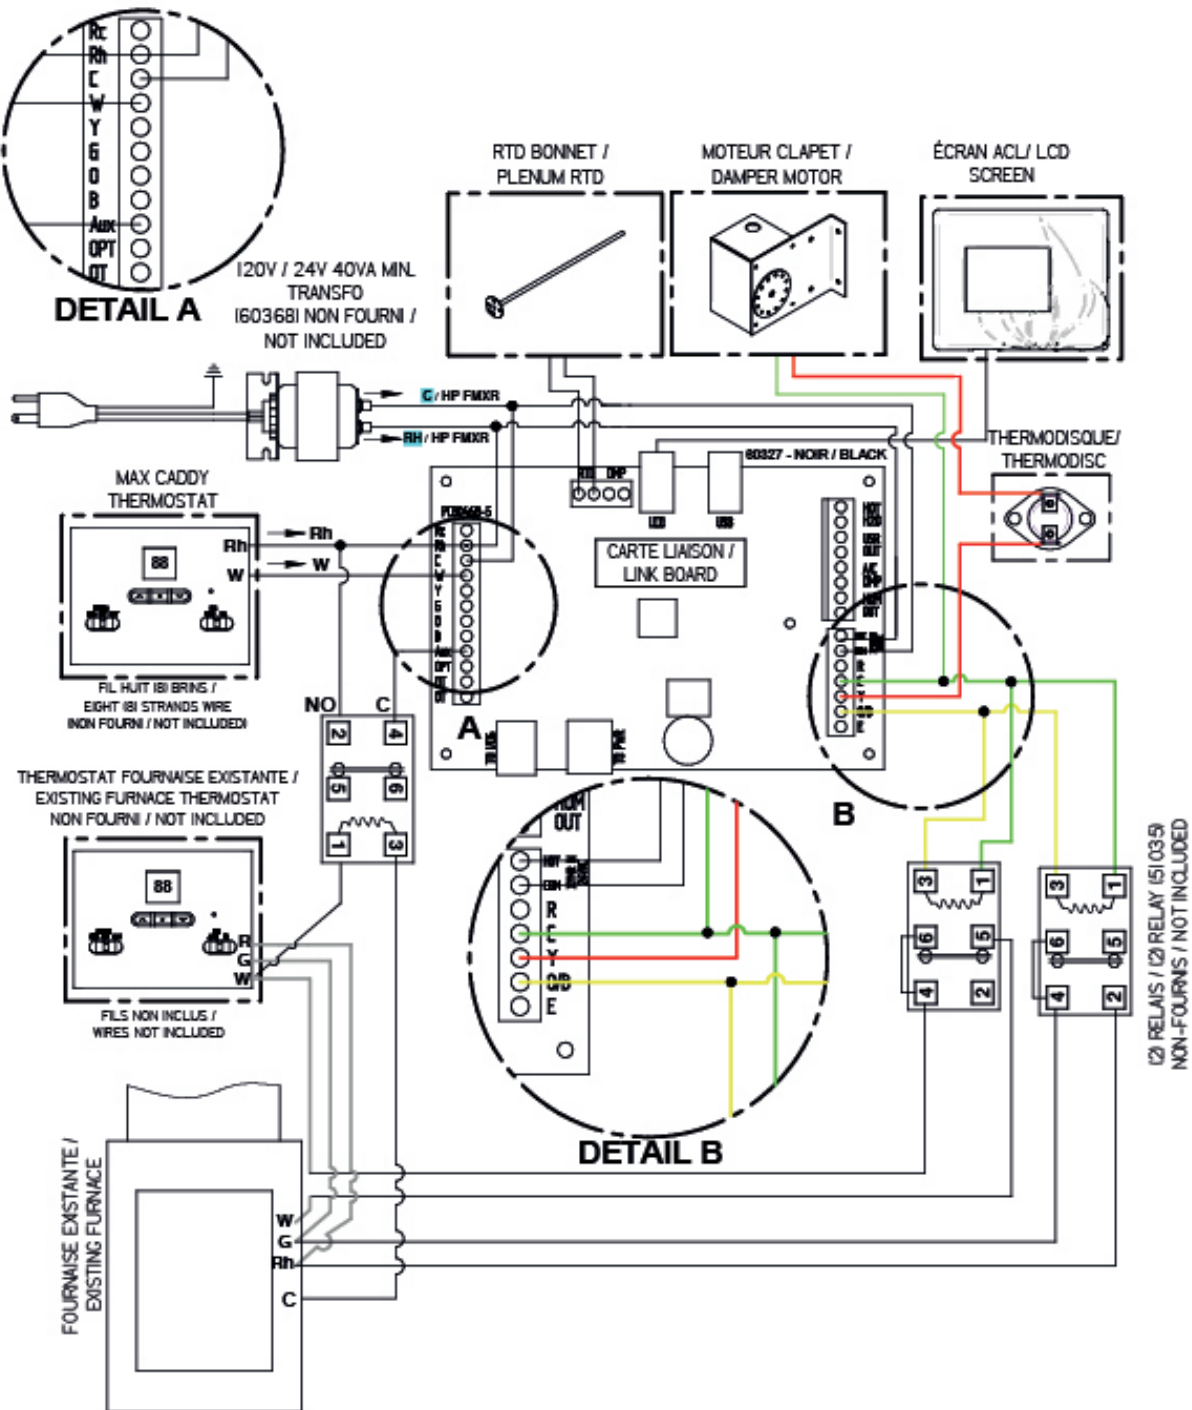 Rc
Rh
C
W
Y
G
O
B
Aux
OPT
OT
DETAIL A
120V / 24V 40VA MIN.
TRANSFO
(60368) NON FOURNI /
NOT INCLUDED
RTD BONNET /
PLENUM RTD
MOTEUR CLAPET /
DAMPER MOTOR
ÉCRAN ACL/ LCD
SCREEN
C / HP FMXR
RH / HP FMXR
60327 - NOIR / BLACK
THERMODISQUE/
THERMODISC
MAX CADDY
THERMOSTAT
88
Rh
W
Rh
W
RTD
LCD
USB
CARTE LIAISON /
LINK BOARD
A
B
FIL HUIT (8) BRINS /
EIGHT (8) STRANDS WIRE
(NON FOURNI / NOT INCLUDED)
NO C
2 4
5 6
1 3
THERMOSTAT FOURNAISE EXISTANTE /
EXISTING FURNACE THERMOSTAT
NON FOURNI / NOT INCLUDED
88
R
G
W
FILS NON INCLUS /
WIRES NOT INCLUDED
HUM
OUT
R
C
Y
G/B
E
DETAIL B
3 1
6 5
4 2
3 1
6 5
4 2
(2) RELAIS / (2) RELAY (51035)
NON-FOURNIS / NOT INCLUDED
FOURNAISE EXISTANTE /
EXISTING FURNACE
W
G
Rh
C